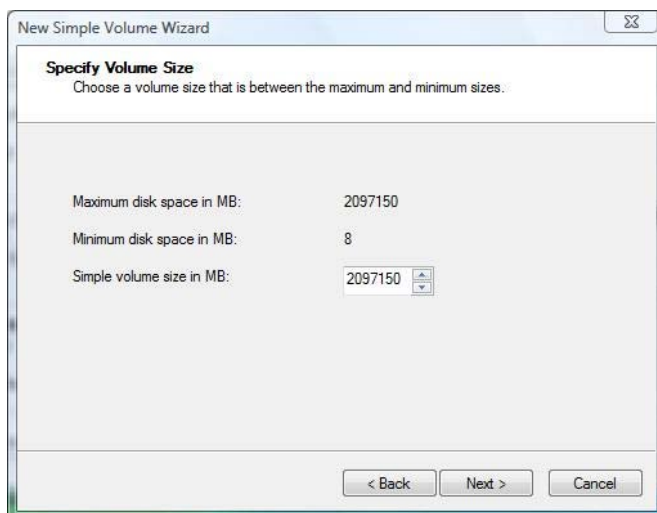 New Simple Volume Wizard
Specify Volume Size
Choose a volume size that is between the maximum and minimum sizes.
Maximum disk space in MB: 2097150
Minimum disk space in MB: 8
Simple volume size in MB: 2097150
< Back Next > Cancel